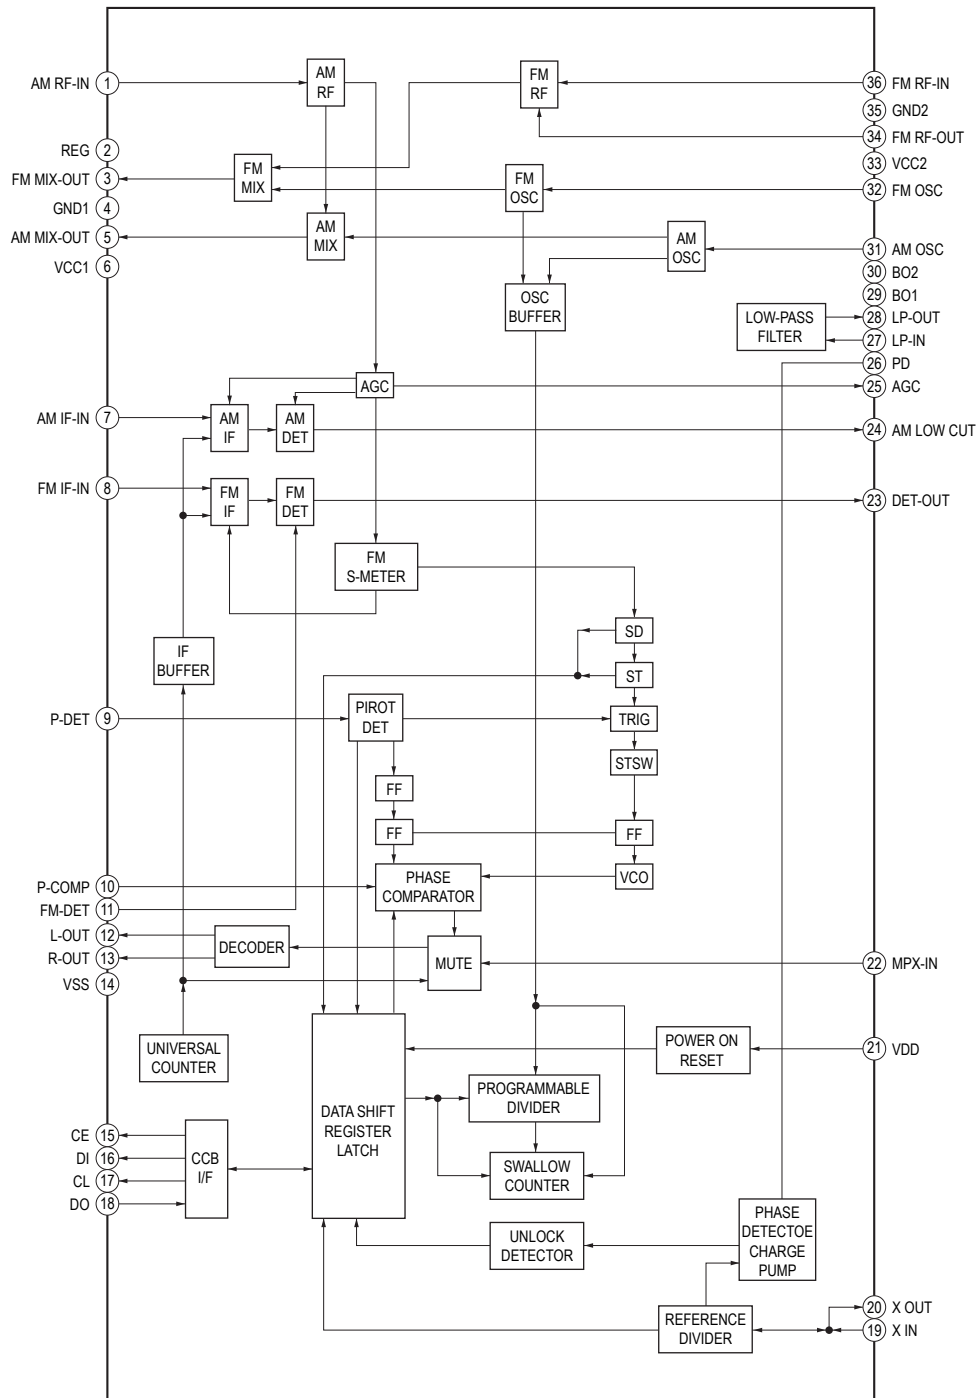 AM RF-IN 1
AM
RF
FM
RF
36 FM RF-IN
35 GND2
34 FM RF-OUT
REG 2
FM MIX-OUT 3
FM
MIX
FM
OSC
33 VCC2
32 FM OSC
GND1 4
AM MIX-OUT 5
AM
MIX
AM
OSC
31 AM OSC
VCC1 6
30 BO2
29 BO1
OSC
BUFFER
LOW-PASS
FILTER
28 LP-OUT
27 LP-IN
26 PD
AGC
25 AGC
AM IF-IN 7
AM
IF
AM
DET
24 AM LOW CUT
FM IF-IN 8
FM
IF
FM
DET
23 DET-OUT
FM
S-METER
IF
BUFFER
SD
ST
P-DET 9
PIROT
DET
TRIG
STSW
FF
FF
FF
P-COMP 10
PHASE
COMPARATOR
VCO
FM-DET 11
L-OUT 12
R-OUT 13
DECODER
MUTE
22 MPX-IN
VSS 14
UNIVERSAL
COUNTER
POWER ON
RESET
21 VDD
DATA SHIFT
REGISTER
LATCH
PROGRAMMABLE
DIVIDER
CE 15
DI 16
CL 17
DO 18
CCB
I/F
SWALLOW
COUNTER
UNLOCK
DETECTOR
PHASE
DETECTOE
CHARGE
PUMP
REFERENCE
DIVIDER
20 X OUT
19 X IN